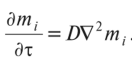 ∂m_i/∂τ = D∇²m_i.